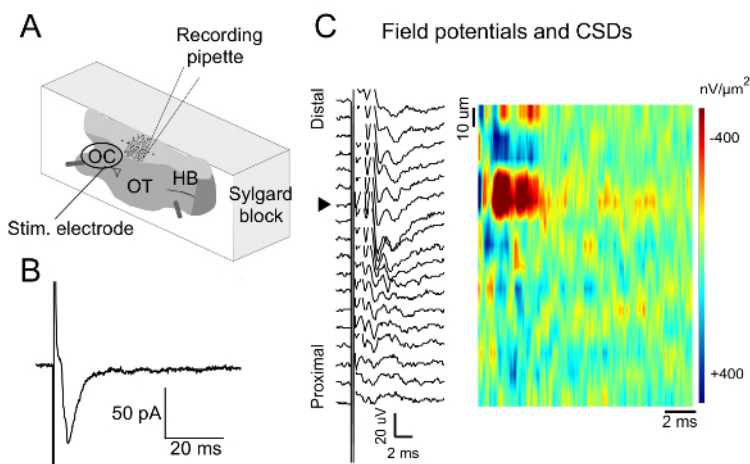 A
Recording
pipette
OC
OT
HB
Sylgard
block
Stim. electrode
B
50 pA
20 ms
C
Field potentials and CSDs
Distal
Proximal
20 uV
2 ms
10 um
nV/µm²
-400
+400
2 ms